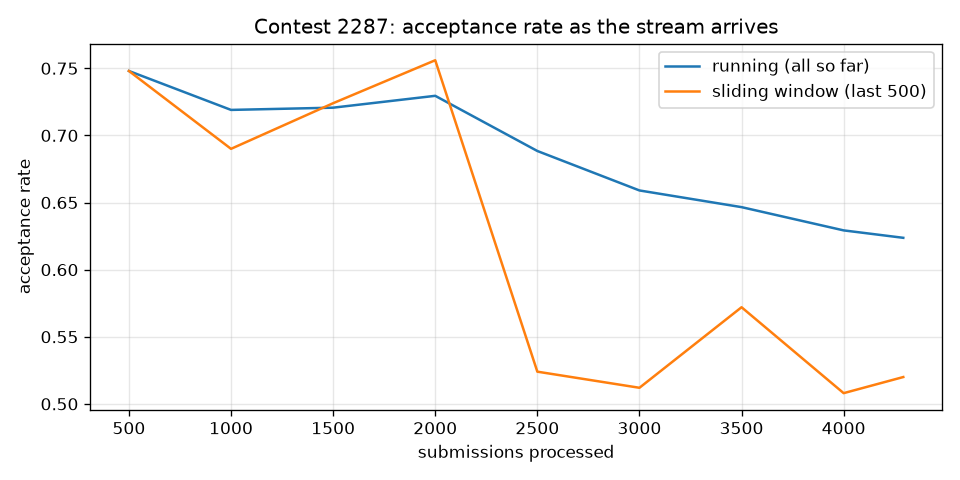 Contest 2287: acceptance rate as the stream arrives
running (all so far)
sliding window (last 500)
acceptance rate
0.75
0.70
0.65
0.60
0.55
0.50
500 1000 1500 2000 2500 3000 3500 4000
submissions processed